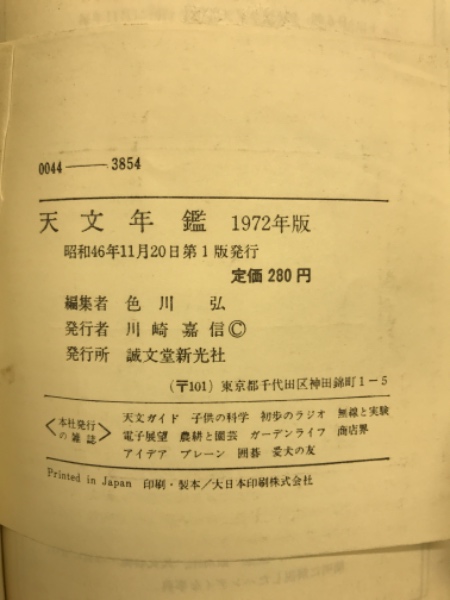 0044——3854
天文年鑑 1972年版
昭和46年11月20日第1版発行
定価 280 円
編集者 色川 弘
発行者 川崎嘉信©
発行所 誠文堂新光社
(〒101) 東京都千代田区神田錦町1-5
〈本社発行の雑誌〉
天文ガイド 子供の科学 初歩のラジオ 無線と実験
電子展望 農耕と園芸 ガーデンライフ 商店界
アイデア ブレーン 囲碁 愛犬の友
Printed in Japan 印刷・製本/大日本印刷株式会社